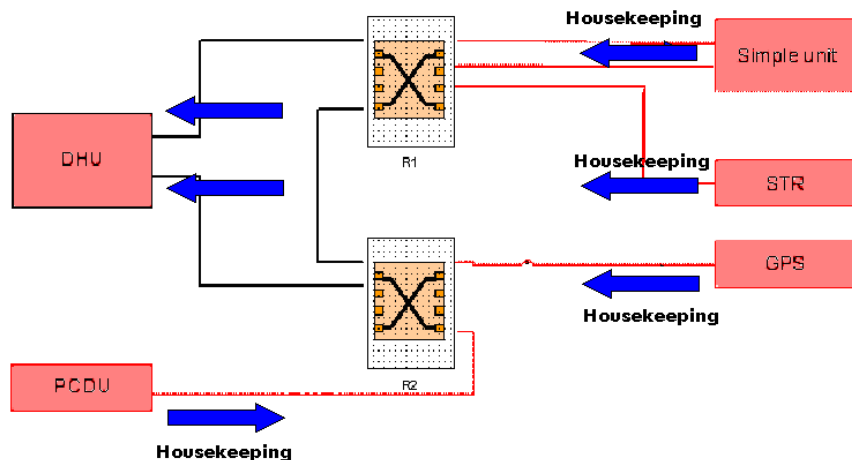 Housekeeping
Simple unit
DHU
R1
Housekeeping
STR
GPS
Housekeeping
PCDU
R2
Housekeeping